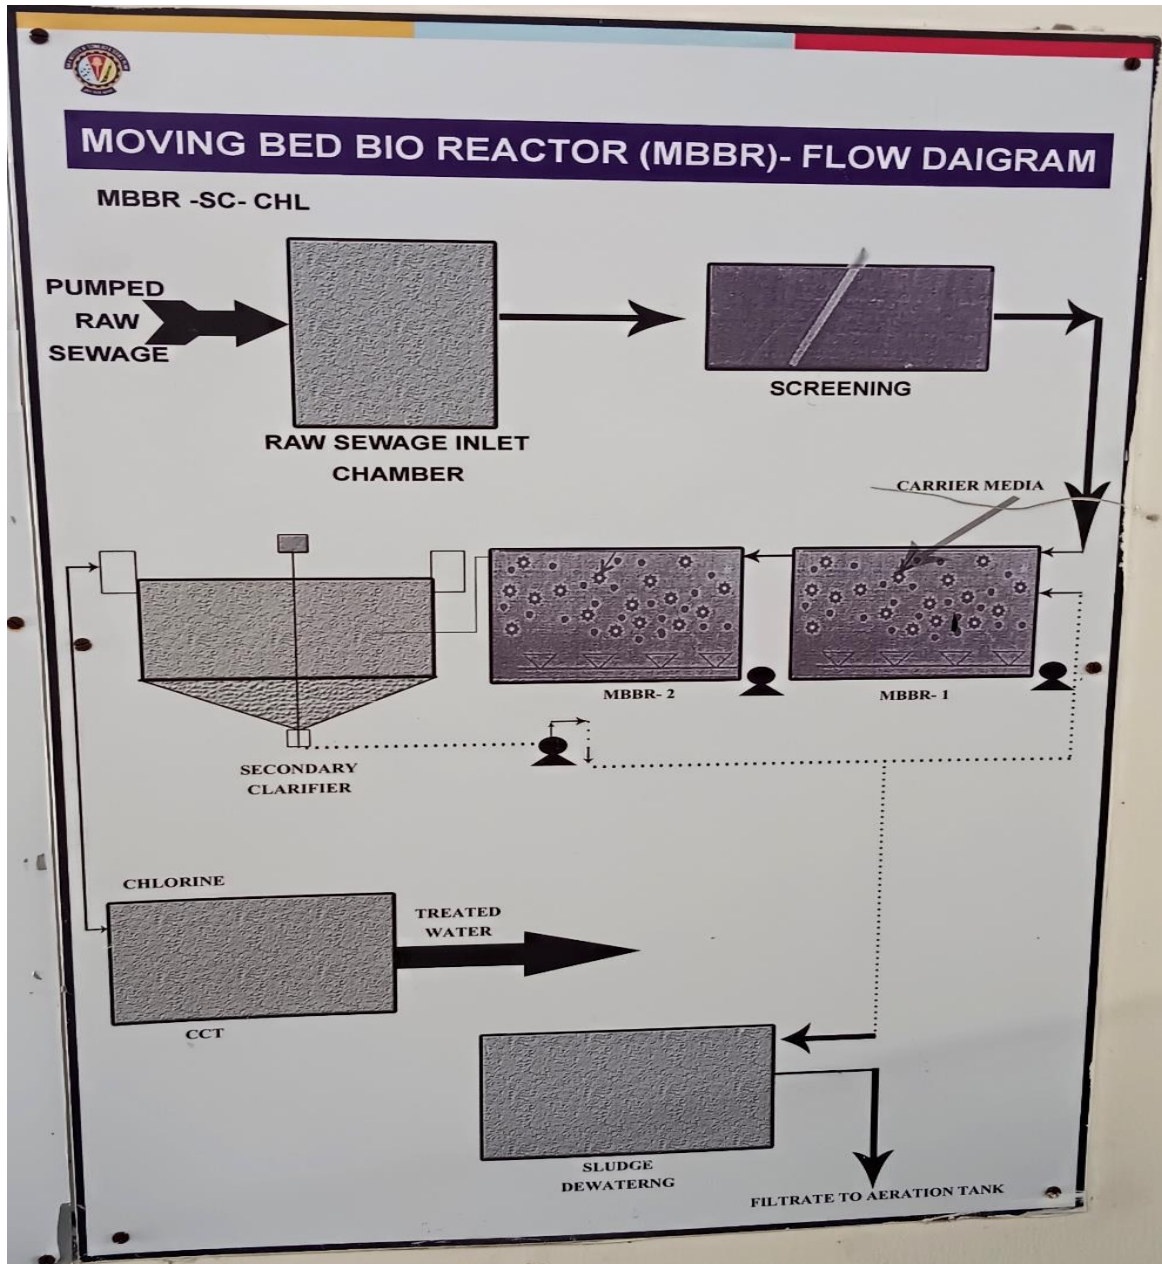 MOVING BED BIO REACTOR (MBBR)- FLOW DAIGRAM
MBBR -SC- CHL
PUMPED
RAW
SEWAGE
RAW SEWAGE INLET
CHAMBER
SCREENING
CARRIER MEDIA
MBBR- 2
MBBR- 1
SECONDARY
CLARIFIER
CHLORINE
TREATED
WATER
CCT
SLUDGE
DEWATERNG
FILTRATE TO AERATION TANK